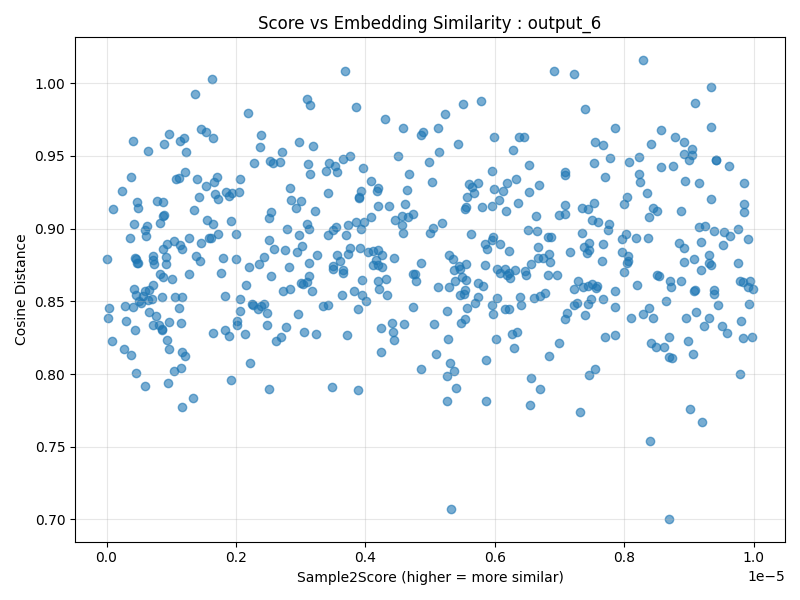 Score vs Embedding Similarity : output_6
Cosine Distance
1.00
0.95
0.90
0.85
0.80
0.75
0.70
0.0 0.2 0.4 0.6 0.8 1.0
1e−5
Sample2Score (higher = more similar)